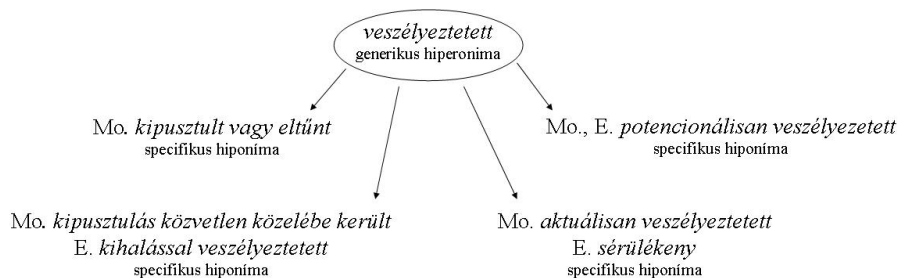 veszélyeztetett
generikus hiperonima
Mo. kipusztult vagy eltűnt
specifikus hiponíma
Mo., E. potencionálisan veszélyezetett
specifikus hiponíma
Mo. kipusztulás közvetlen közelébe került
E. kihalással veszélyeztetett
specifikus hiponíma
Mo. aktuálisan veszélyeztetett
E. sérülékeny
specifikus hiponíma